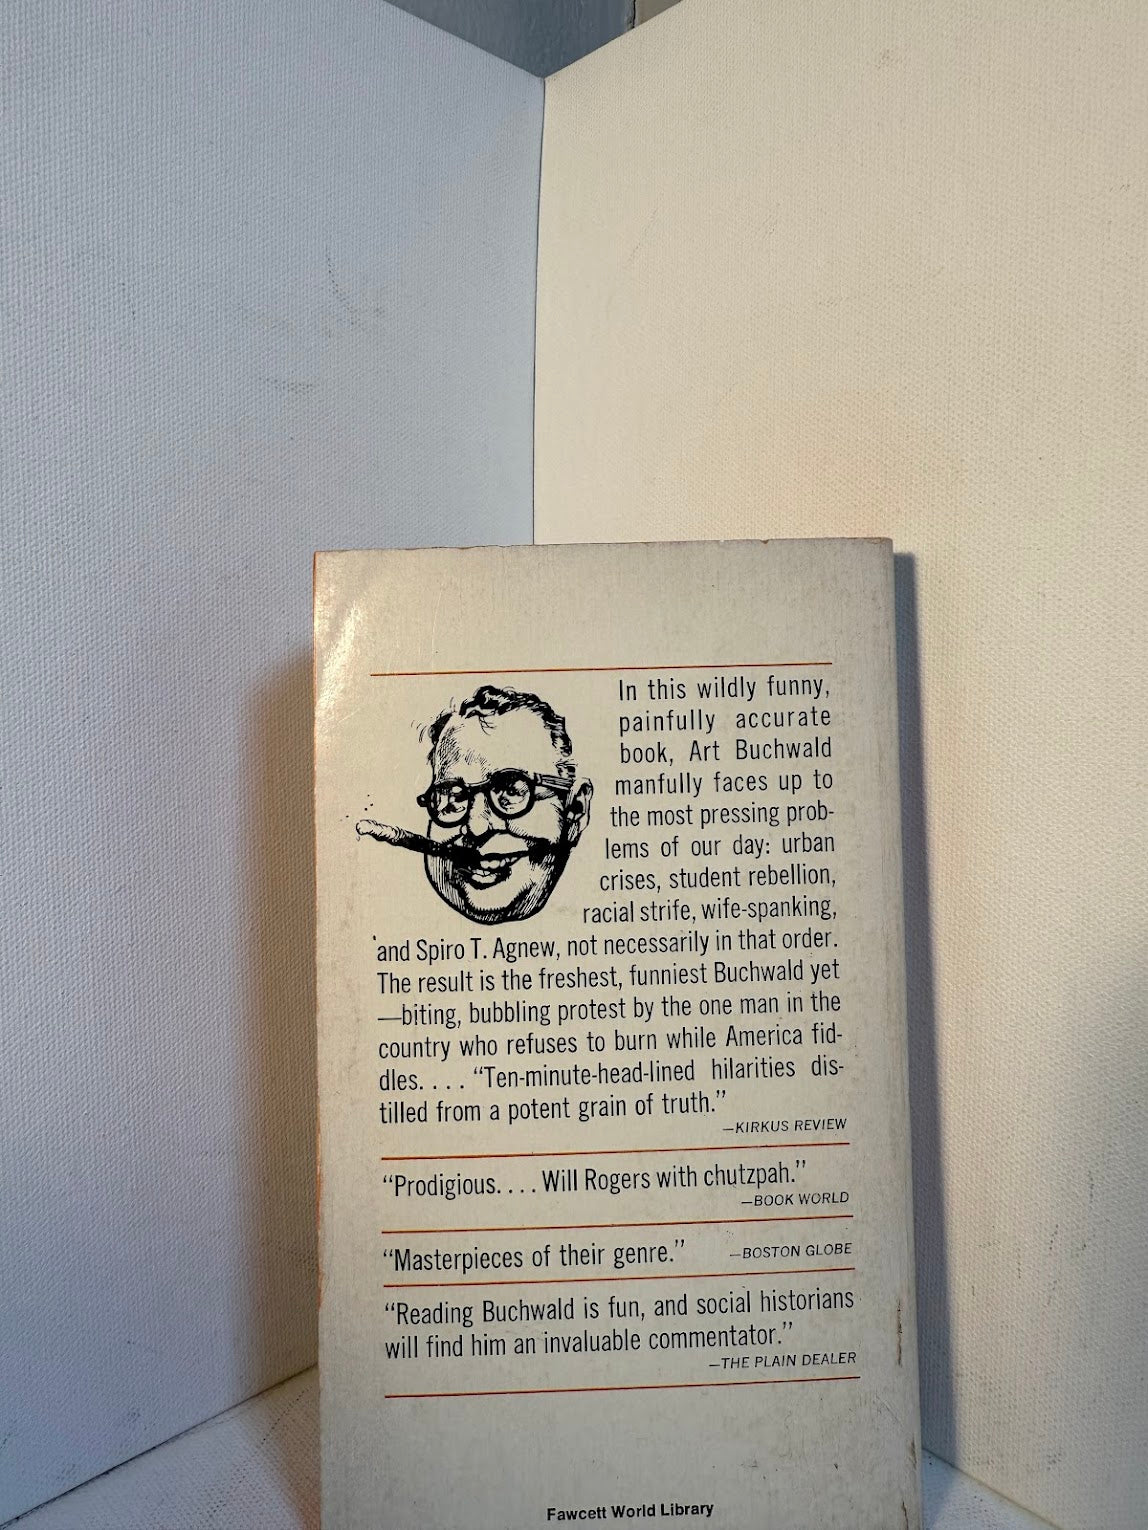 In this wildly funny,
painfully accurate
book, Art Buchwald
manfully faces up to
the most pressing prob-
lems of our day: urban
crises, student rebellion,
racial strife, wife-spanking,
and Spiro T. Agnew, not necessarily in that order.
The result is the freshest, funniest Buchwald yet
—biting, bubbling protest by the one man in the
country who refuses to burn while America fid-
dles. . . . “Ten-minute-head-lined hilarities dis-
tilled from a potent grain of truth.”
—KIRKUS REVIEW
“Prodigious. . . . Will Rogers with chutzpah.”
—BOOK WORLD
“Masterpieces of their genre.” —BOSTON GLOBE
“Reading Buchwald is fun, and social historians
will find him an invaluable commentator.”
—THE PLAIN DEALER
Fawcett World Library